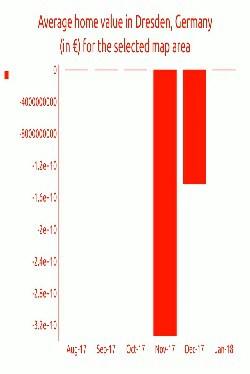 Average home value in Dresden, Germany
(in €) for the selected map area
0
-4000000000
-8000000000
-1.2e+10
-1.6e+10
-2e+10
-2.4e+10
-2.8e+10
-3.2e+10
Aug-17 Sep-17 Oct-17 Nov-17 Dec-17 Jan-18